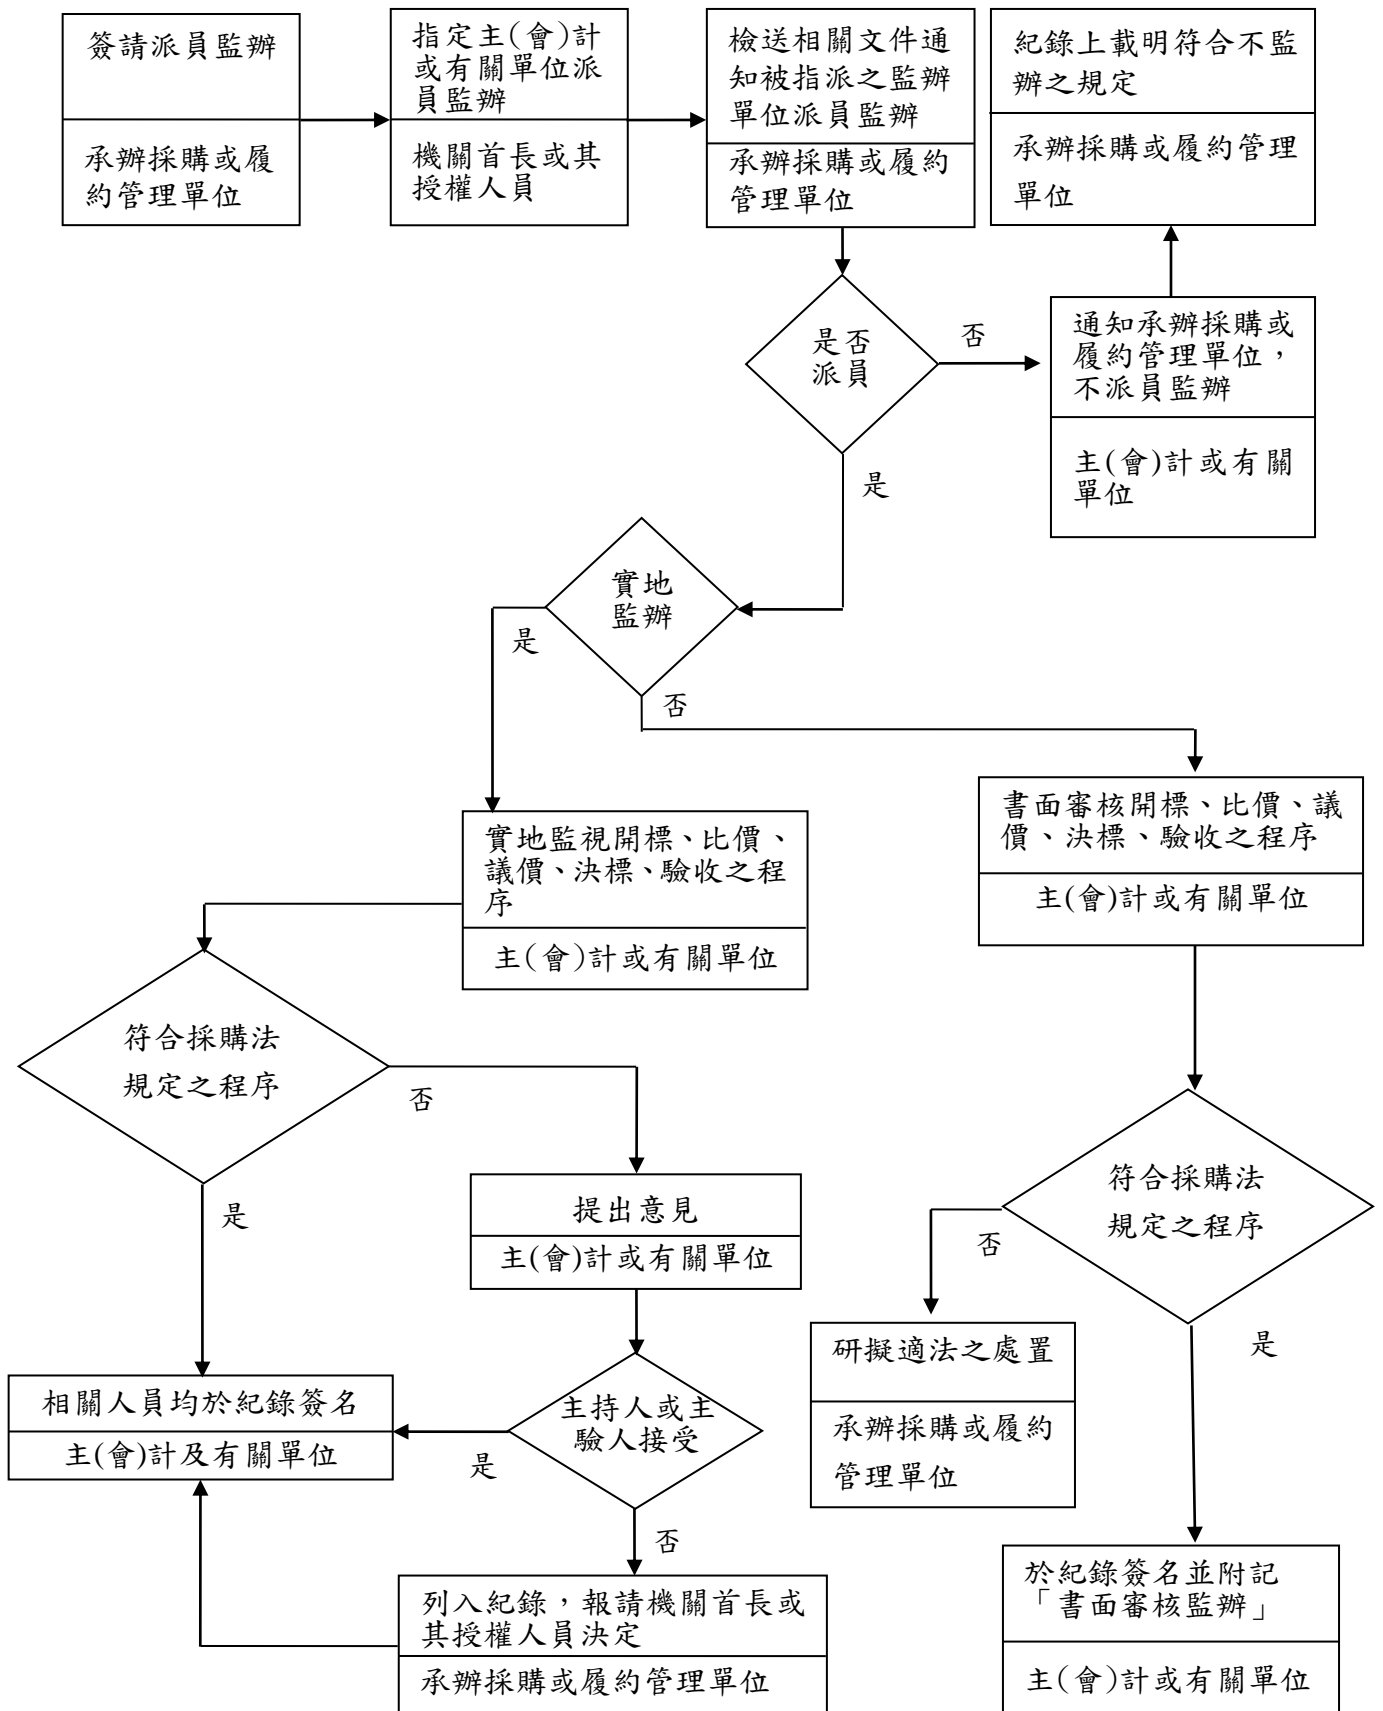 簽請派員監辦
承辦採購或履
約管理單位
指定主(會)計
或有關單位派
員監辦
機關首長或其
授權人員
檢送相關文件通
知被指派之監辦
單位派員監辦
承辦採購或履約
管理單位
紀錄上載明符合不監
辦之規定
承辦採購或履約管理
單位
是否
派員
否
通知承辦採購或
履約管理單位，
不派員監辦
主(會)計或有關
單位
是
實地
監辦
是
否
實地監視開標、比價、
議價、決標、驗收之程
序
主(會)計或有關單位
書面審核開標、比價、議
價、決標、驗收之程序
主(會)計或有關單位
符合採購法
規定之程序
否
是
提出意見
主(會)計或有關單位
符合採購法
規定之程序
否
是
研擬適法之處置
承辦採購或履約
管理單位
相關人員均於紀錄簽名
主(會)計及有關單位
主持人或主
驗人接受
是
否
列入紀錄，報請機關首長或
其授權人員決定
承辦採購或履約管理單位
於紀錄簽名並附記
「書面審核監辦」
主(會)計或有關單位